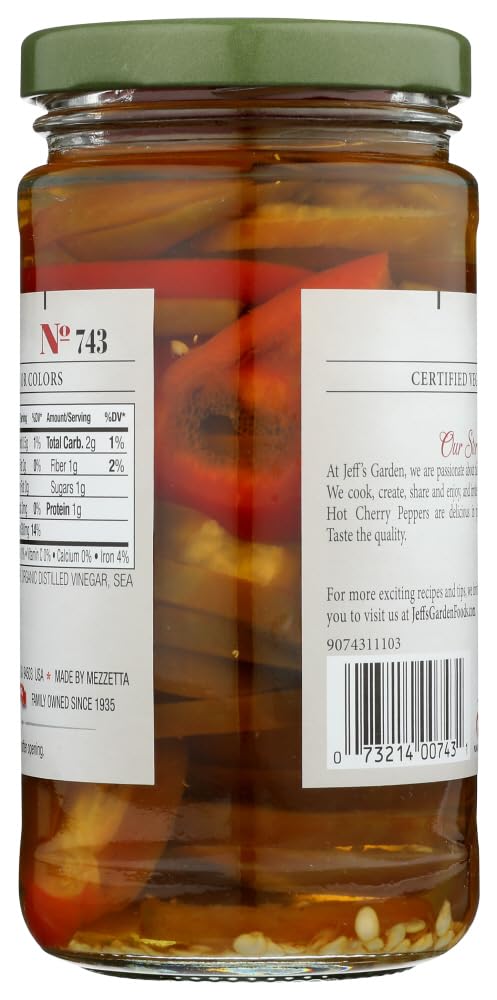 Nº 743
COLORS
%DV* Amount/Serving %DV*
1% Total Carb. 2g 1%
0% Fiber 1g 2%
Sugars 1g
0% Protein 1g
14%
• Vitamin C 0% • Calcium 0% • Iron 4%
ORGANIC DISTILLED VINEGAR, SEA
USA * MADE BY MEZZETTA
FAMILY OWNED SINCE 1935
opening.
CERTIFIED
Our
At Jeff's Garden, we are passionate about
We cook, create, share and enjoy, and
Hot Cherry Peppers are delicious
Taste the quality.
For more exciting recipes and tips, we
you to visit us at JeffsGardenFoods.com
9074311103
0 73214 00743 1